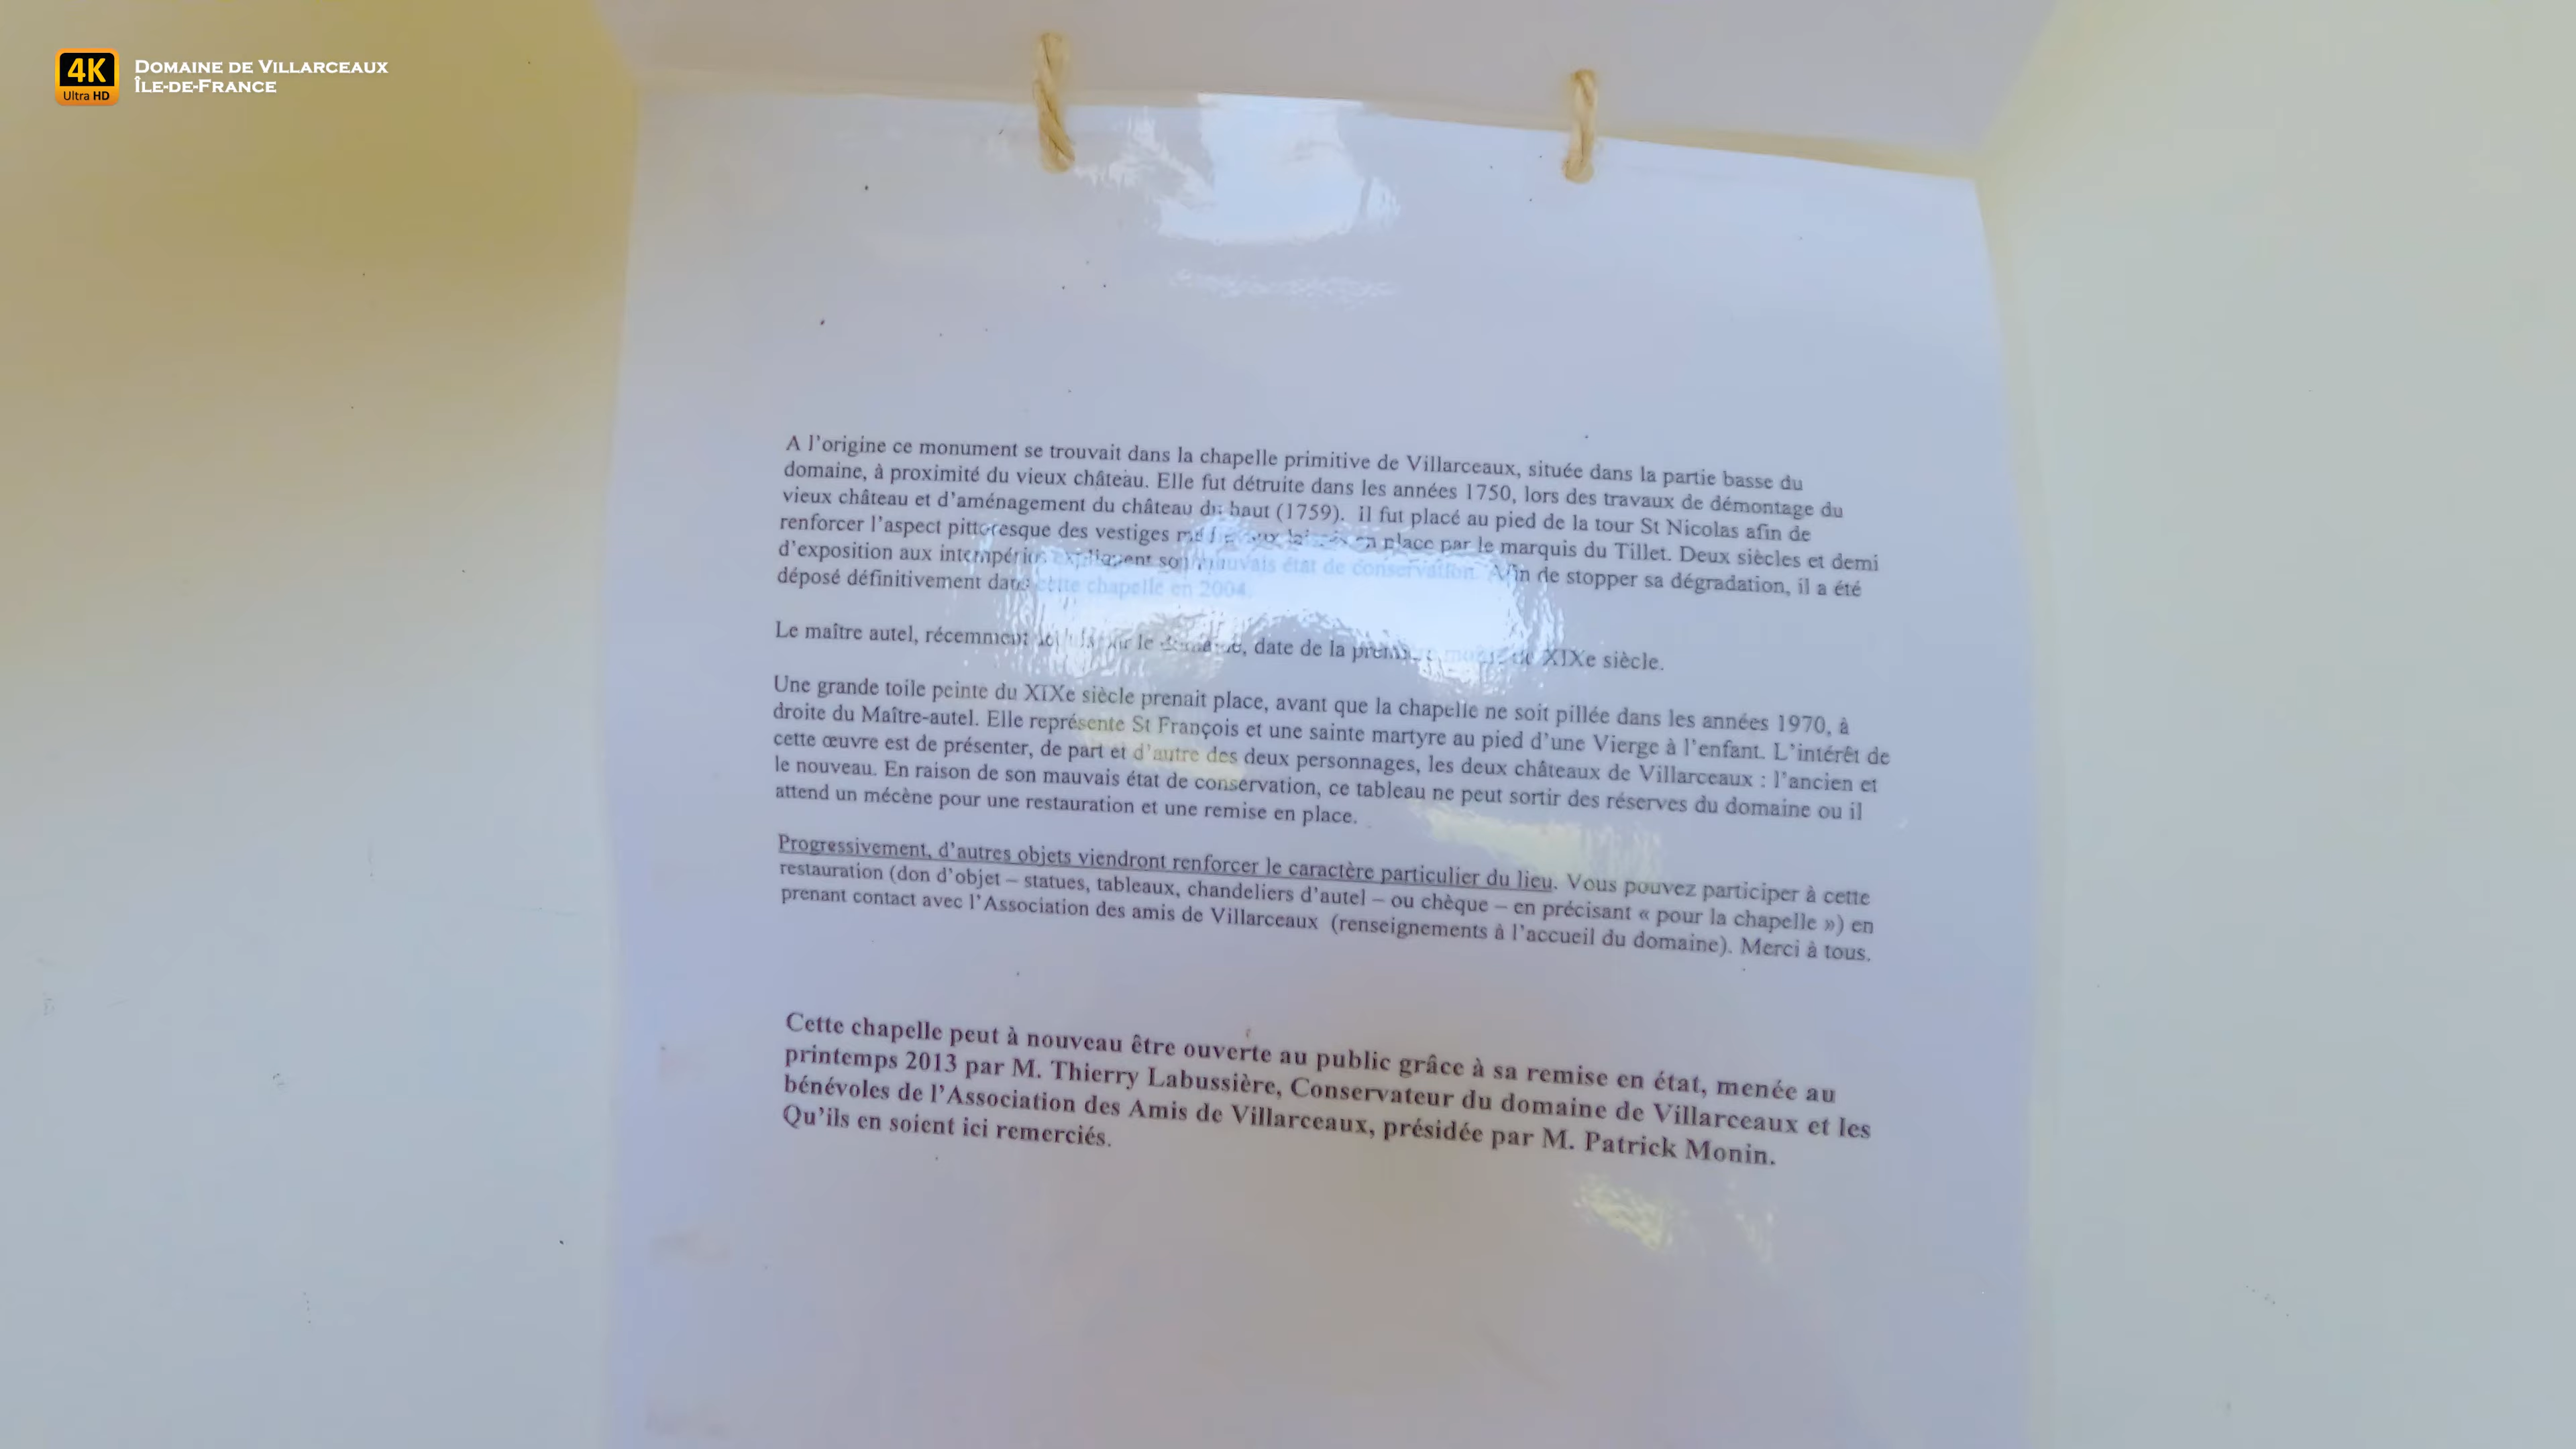 4K
Ultra HD
DOMAINE DE VILLARCEAUX
ÎLE-DE-FRANCE
A l'origine ce monument se trouvait dans la chapelle primitive de Villarceaux, située dans la partie basse du
domaine, à proximité du vieux château. Elle fut détruite dans les années 1750, lors des travaux de démontage du
vieux château et d'aménagement du château du haut (1759). il fut placé au pied de la tour St Nicolas afin de
renforcer l'aspect pittoresque des vestiges en place par le marquis du Tillet. Deux siècles et demi
d'exposition aux intempéries expliquent son mauvais état de conservation. Afin de stopper sa dégradation, il a été
déposé définitivement dans cette chapelle en 2004.
Le maître autel, récemment le date de la XIXe siècle.
Une grande toile peinte du XIXe siècle prenait place, avant que la chapelle ne soit pillée dans les années 1970, à
droite du Maître-autel. Elle représente St François et une sainte martyre au pied d'une Vierge à l'enfant. L'intérêt de
cette œuvre est de présenter, de part et d'autre des deux personnages, les deux châteaux de Villarceaux : l'ancien et
le nouveau. En raison de son mauvais état de conservation, ce tableau ne peut sortir des réserves du domaine ou il
attend un mécène pour une restauration et une remise en place.
Progressivement, d'autres objets viendront renforcer le caractère particulier du lieu. Vous pouvez participer à cette
restauration (don d'objet – statues, tableaux, chandeliers d'autel – ou chèque – en précisant « pour la chapelle ») en
prenant contact avec l'Association des amis de Villarceaux (renseignements à l'accueil du domaine). Merci à tous.
Cette chapelle peut à nouveau être ouverte au public grâce à sa remise en état, menée au
printemps 2013 par M. Thierry Labussière, Conservateur du domaine de Villarceaux et les
bénévoles de l'Association des Amis de Villarceaux, présidée par M. Patrick Monin.
Qu'ils en soient ici remerciés.